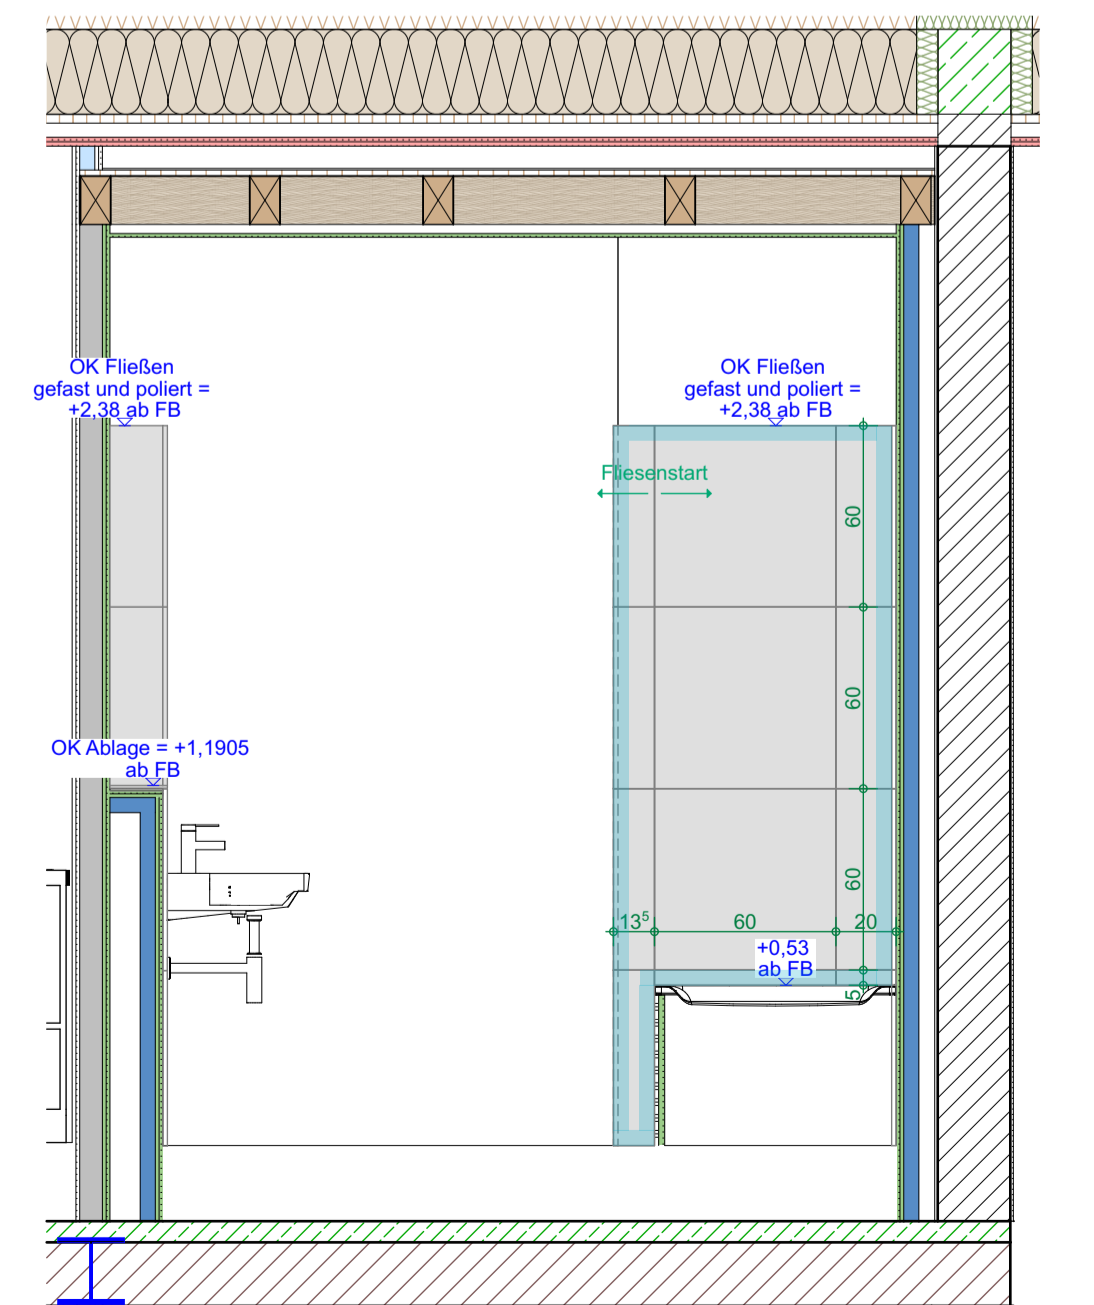 OK Fließen
gefast und poliert =
+2,38 ab FB
OK Fließen
gefast und poliert =
+2,38 ab FB
Fliesenstart
60
60
OK Ablage = +1,1905
ab FB
60
13⁵
60
20
+0,53
ab FB
5